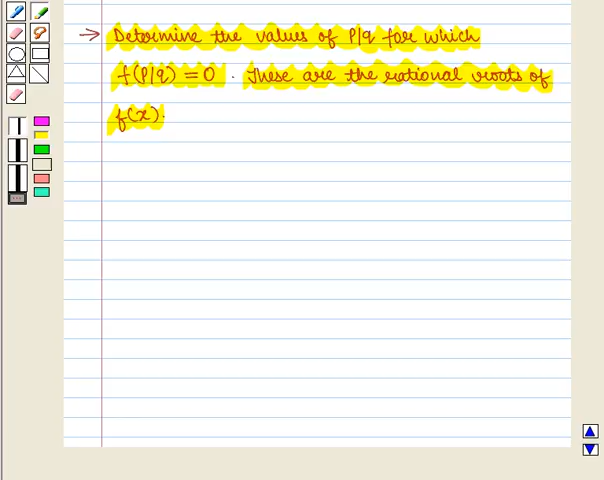 → Determine the values of P/q for which
f(P/q) = 0 . These are the rational roots of
f(x).